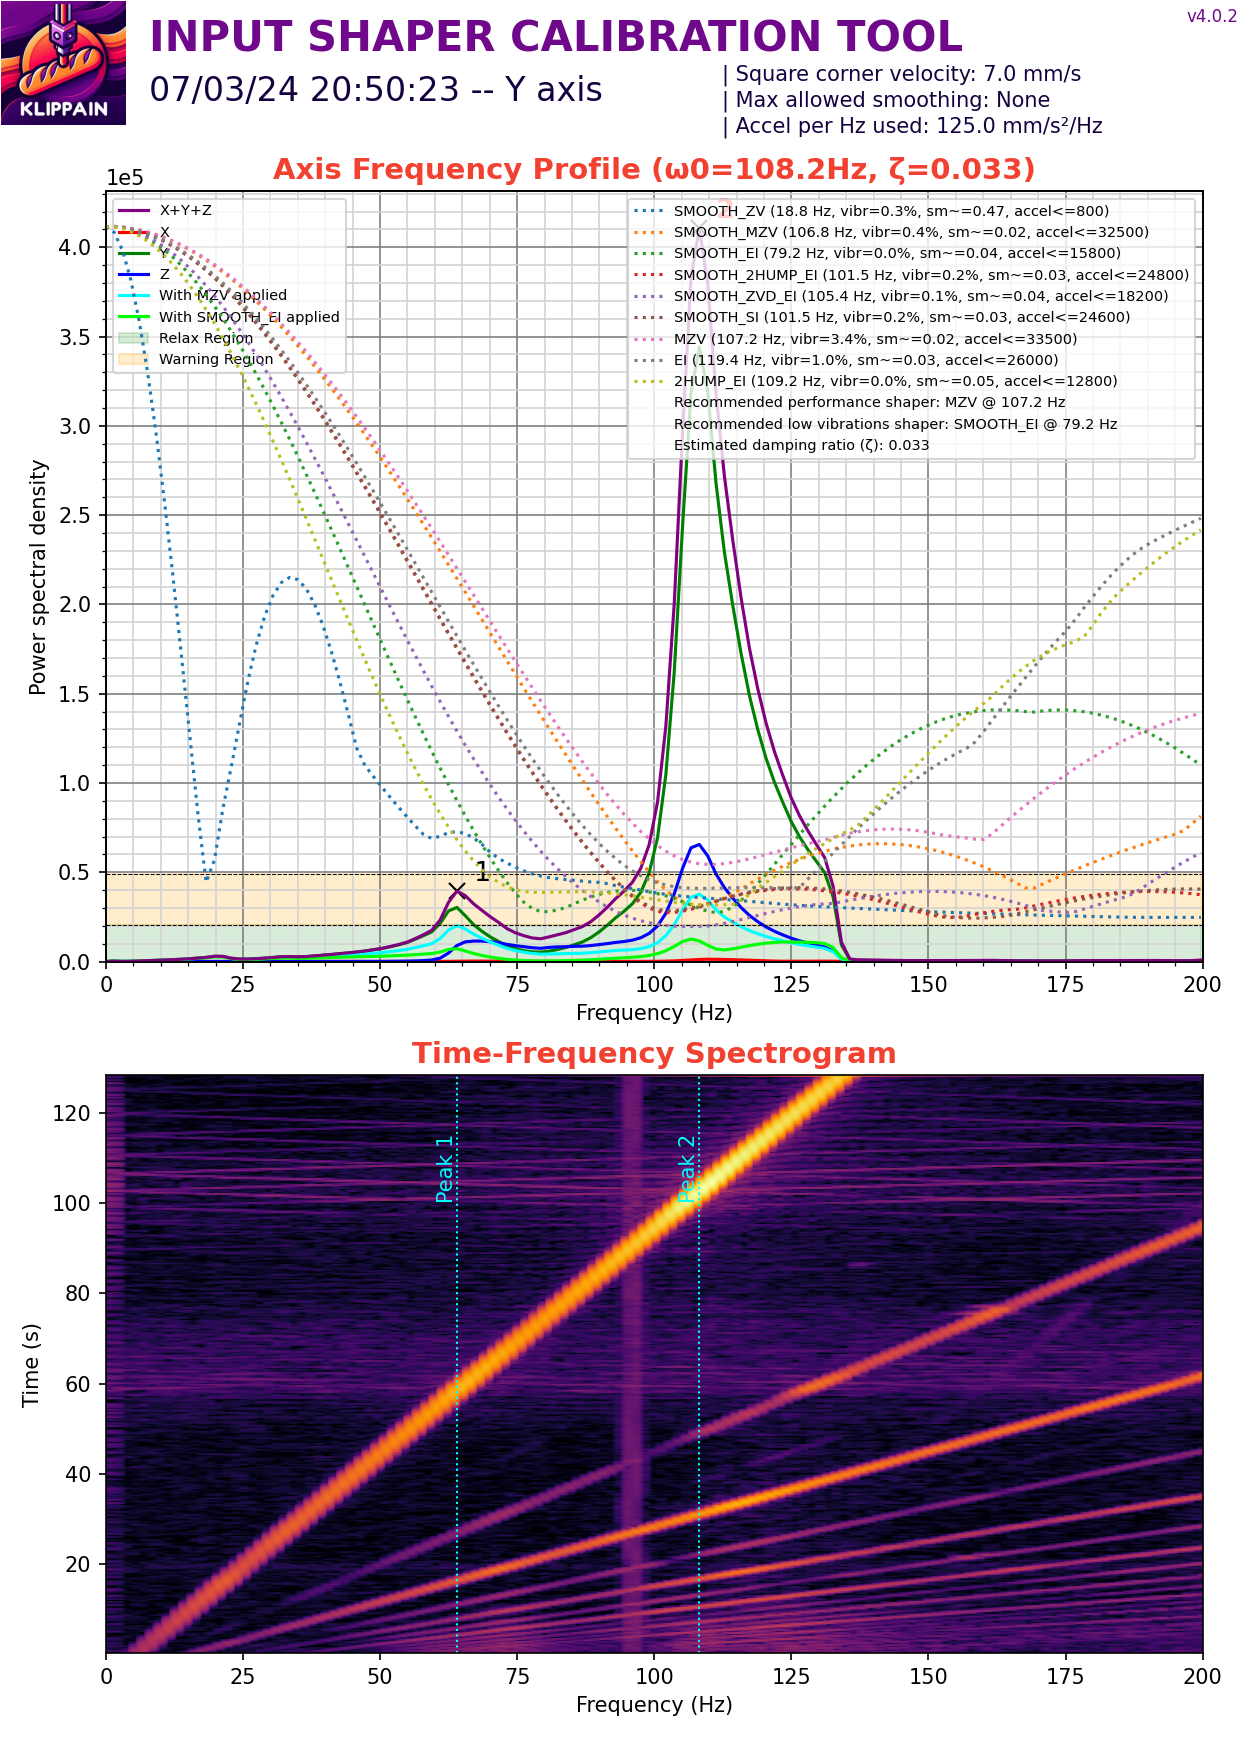 v4.0.2
INPUT SHAPER CALIBRATION TOOL
07/03/24 20:50:23 -- Y axis
KLIPPAIN
| Square corner velocity: 7.0 mm/s
| Max allowed smoothing: None
| Accel per Hz used: 125.0 mm/s²/Hz
Axis Frequency Profile (ω0=108.2Hz, ζ=0.033)
1e5
X+Y+Z
X
Y
Z
With MZV applied
With SMOOTH_EI applied
Relax Region
Warning Region
SMOOTH_ZV (18.8 Hz, vibr=0.3%, sm~=0.47, accel<=800)
SMOOTH_MZV (106.8 Hz, vibr=0.4%, sm~=0.02, accel<=32500)
SMOOTH_EI (79.2 Hz, vibr=0.0%, sm~=0.04, accel<=15800)
SMOOTH_2HUMP_EI (101.5 Hz, vibr=0.2%, sm~=0.03, accel<=24800)
SMOOTH_ZVD_EI (105.4 Hz, vibr=0.1%, sm~=0.04, accel<=18200)
SMOOTH_SI (101.5 Hz, vibr=0.2%, sm~=0.03, accel<=24600)
MZV (107.2 Hz, vibr=3.4%, sm~=0.02, accel<=33500)
EI (119.4 Hz, vibr=1.0%, sm~=0.03, accel<=26000)
2HUMP_EI (109.2 Hz, vibr=0.0%, sm~=0.05, accel<=12800)
Recommended performance shaper: MZV @ 107.2 Hz
Recommended low vibrations shaper: SMOOTH_EI @ 79.2 Hz
Estimated damping ratio (ζ): 0.033
2
1
4.0
3.5
3.0
2.5
2.0
1.5
1.0
0.5
0.0
Power spectral density
0 25 50 75 100 125 150 175 200
Frequency (Hz)
Time-Frequency Spectrogram
Peak 1
Peak 2
120
100
80
60
40
20
Time (s)
0 25 50 75 100 125 150 175 200
Frequency (Hz)